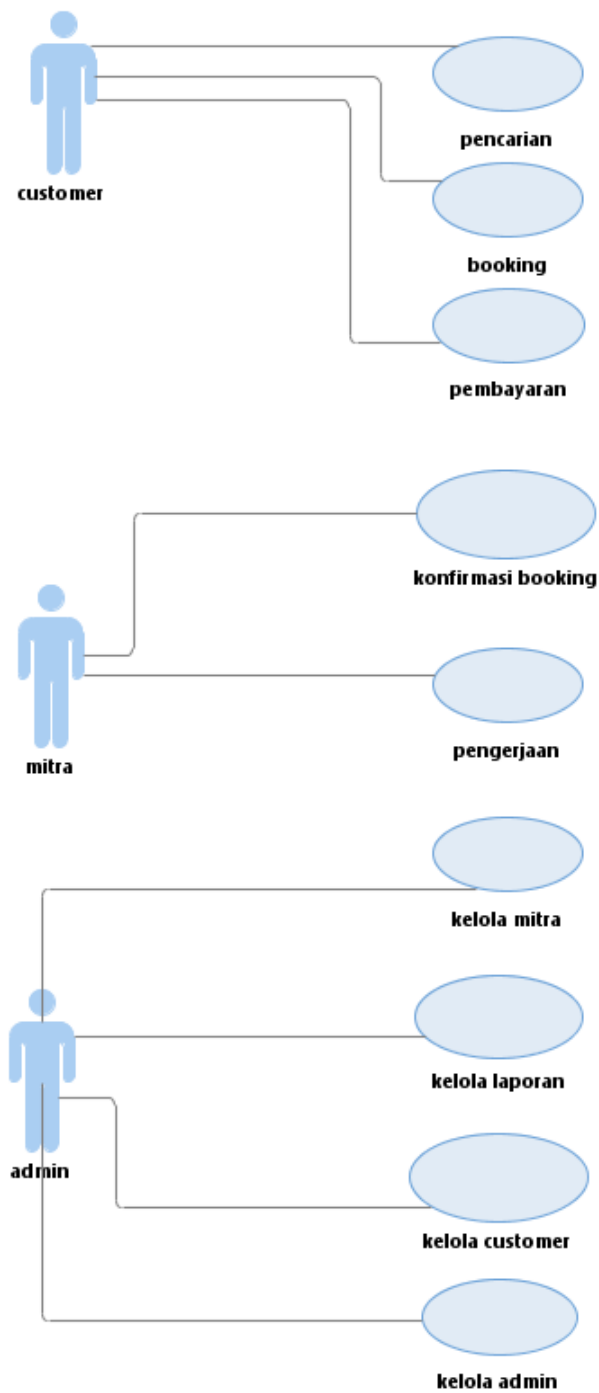 pencarian
customer
booking
pembayaran
konfirmasi booking
pengerjaan
mitra
kelola mitra
kelola laporan
admin
kelola customer
kelola admin